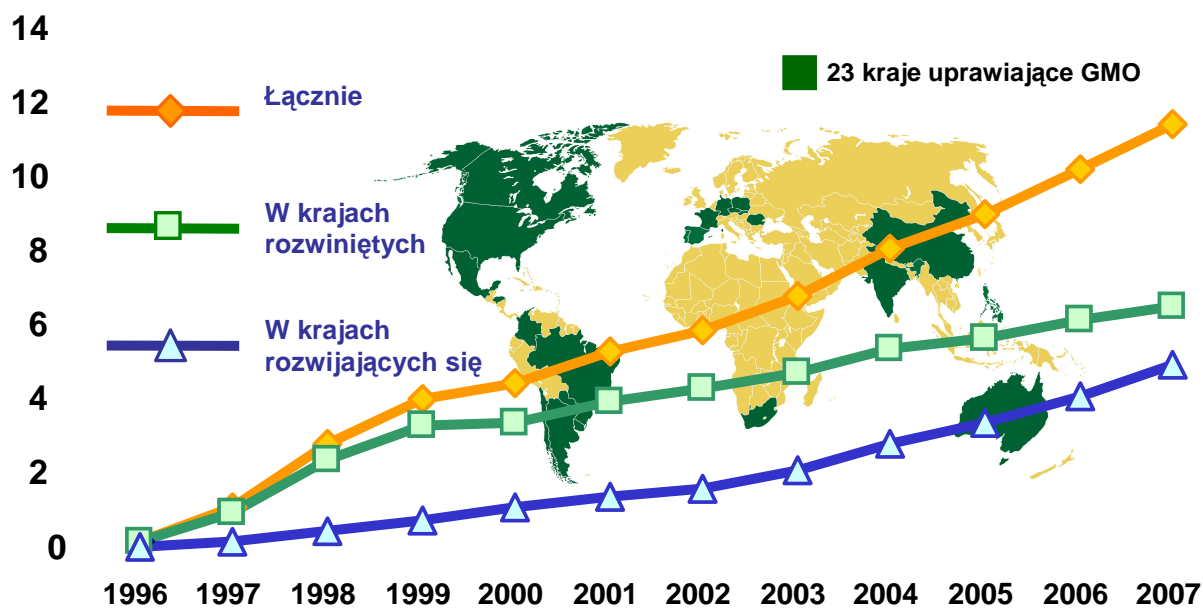 14
12
10
8
6
4
2
0
23 kraje uprawiające GMO
Łącznie
W krajach
rozwiniętych
W krajach
rozwijających się
1996 1997 1998 1999 2000 2001 2002 2003 2004 2005 2006 2007